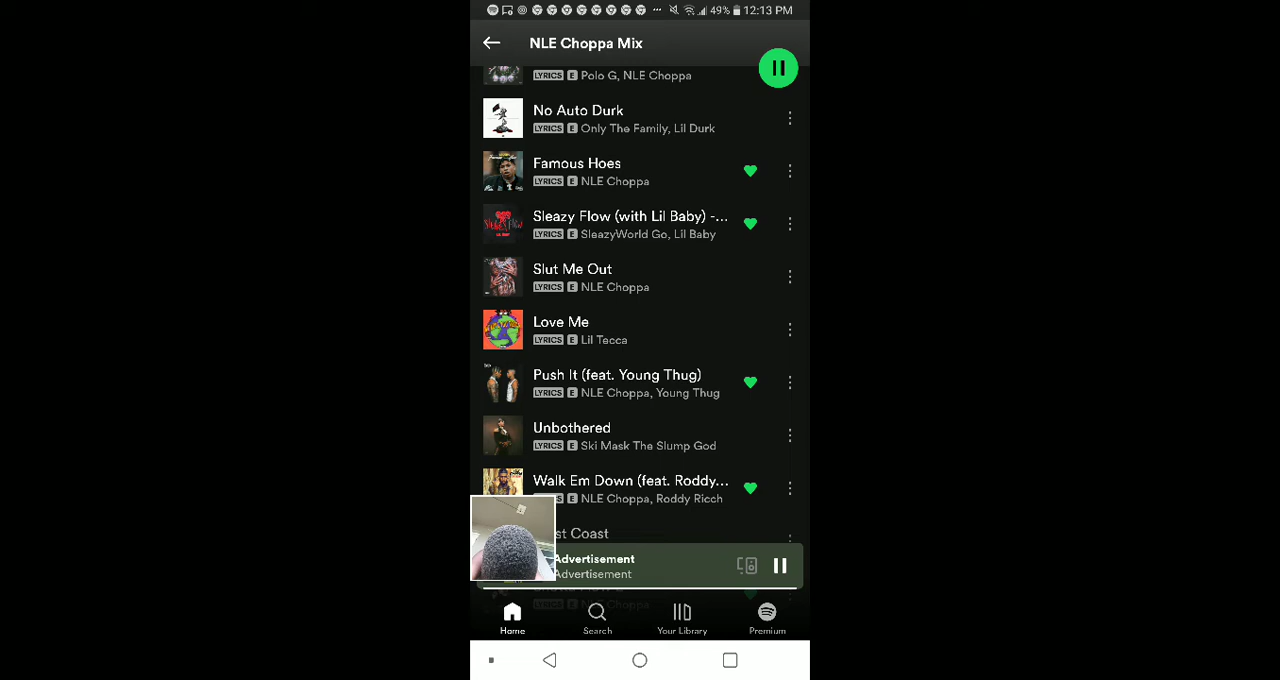 49% 12:13 PM
NLE Choppa Mix
LYRICS E Polo G, NLE Choppa
No Auto Durk
LYRICS E Only The Family, Lil Durk
Famous Hoes
LYRICS E NLE Choppa
Sleazy Flow (with Lil Baby) -...
LYRICS E SleazyWorld Go, Lil Baby
Slut Me Out
LYRICS E NLE Choppa
Love Me
LYRICS E Lil Tecca
Push It (feat. Young Thug)
LYRICS E NLE Choppa, Young Thug
Unbothered
LYRICS E Ski Mask The Slump God
Walk Em Down (feat. Roddy...
E NLE Choppa, Roddy Ricch
st Coast
Advertisement
Advertisement
NLE Choppa
Home Search Your Library Premium